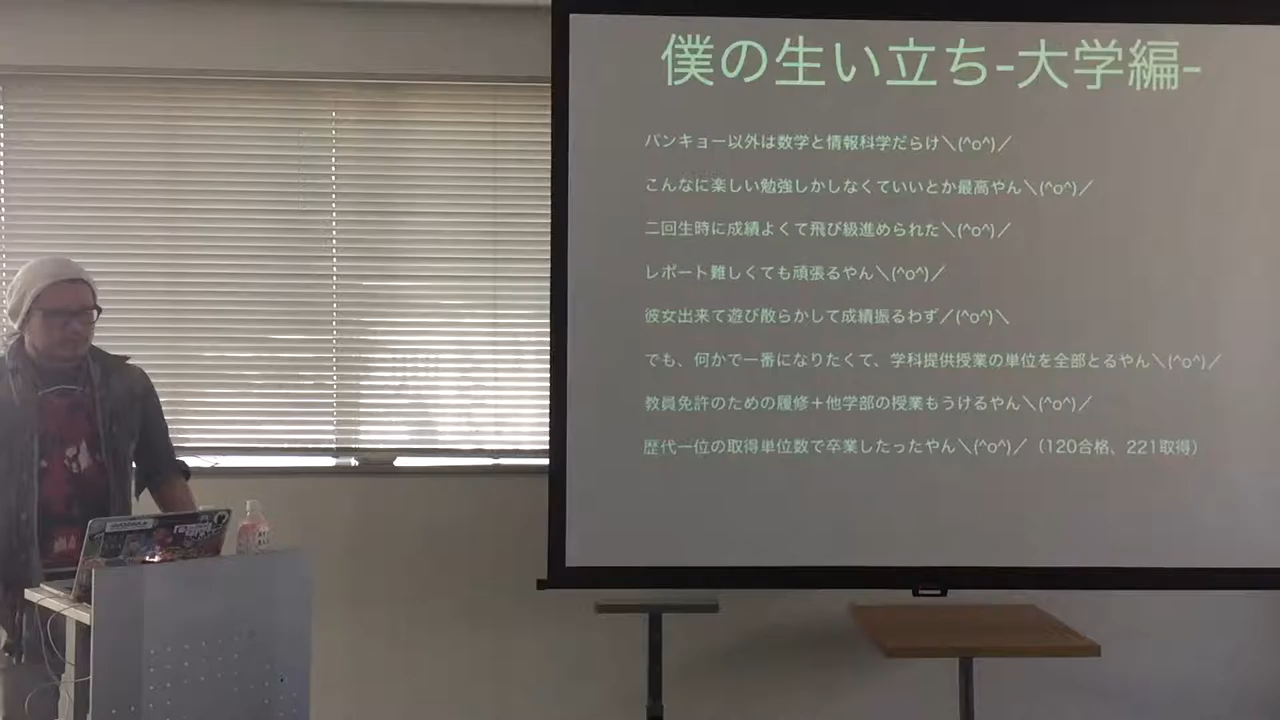 僕の生い立ち-大学編-
パンキョー以外は数学と情報科学だらけ＼(^o^)／
こんなに楽しい勉強しかしなくていいとか最高やん＼(^o^)／
二回生時に成績よくて飛び級進められた＼(^o^)／
レポート難しくても頑張るやん＼(^o^)／
彼女出来て遊び散らかして成績振るわず／(^o^)＼
でも、何かで一番になりたくて、学科提供授業の単位を全部とるやん＼(^o^)／
教員免許のための履修＋他学部の授業もうけるやん＼(^o^)／
歴代一位の取得単位数で卒業したったやん＼(^o^)／（120合格、221取得）